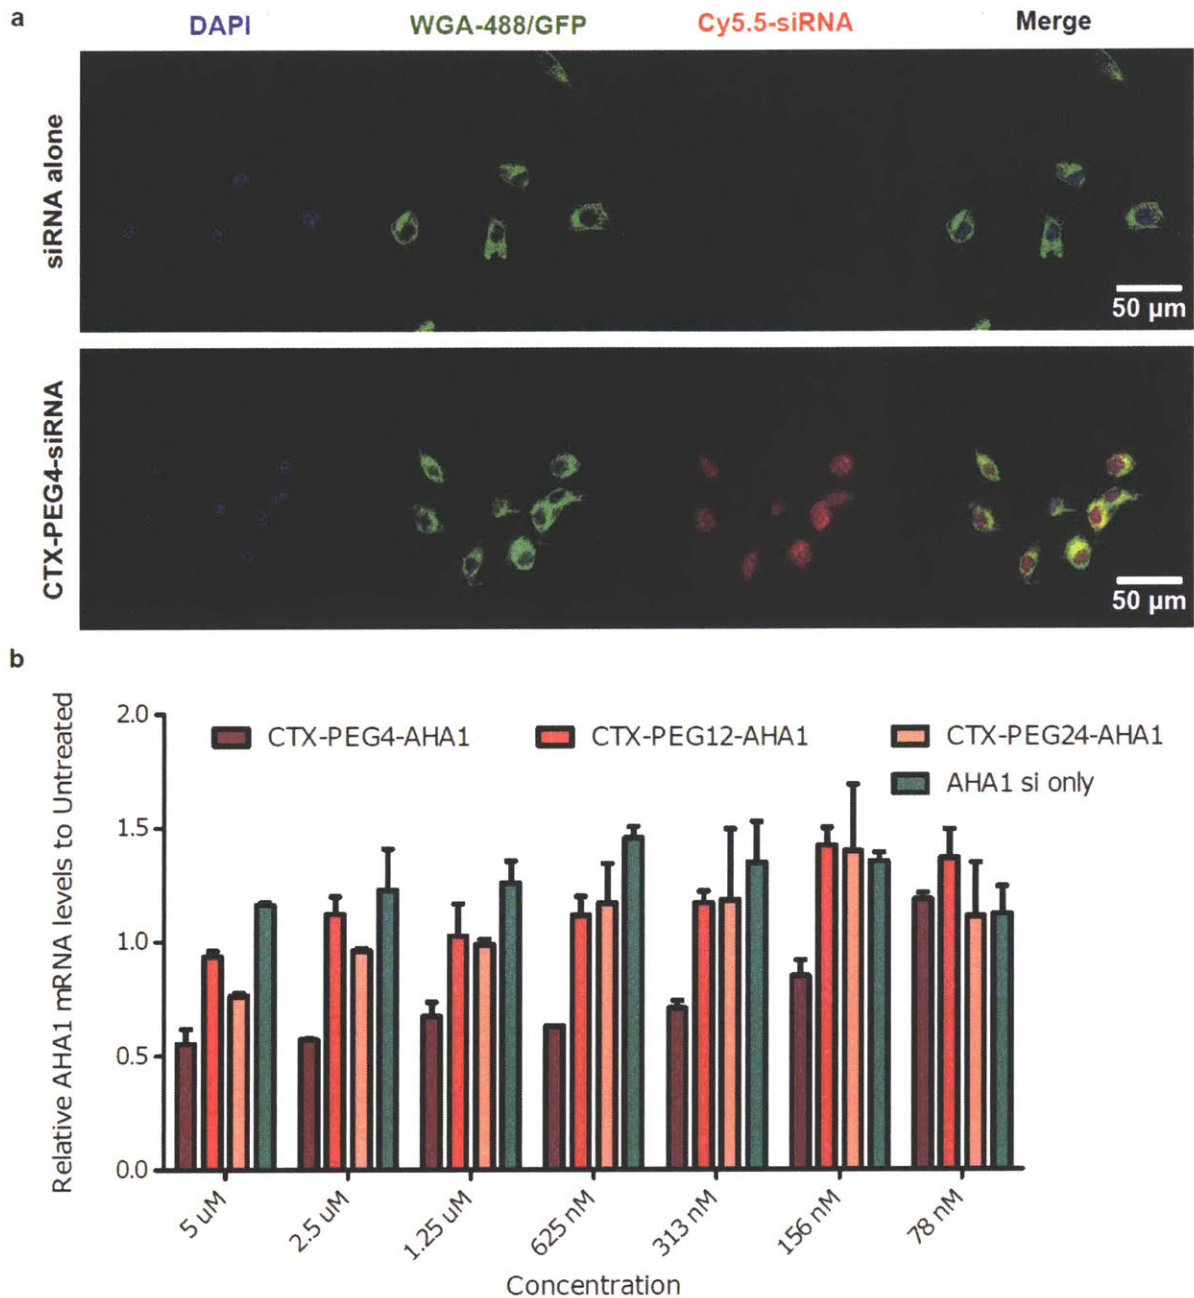 a
DAPI WGA-488/GFP Cy5.5-siRNA Merge
siRNA alone
50 µm
CTX-PEG4-siRNA
50 µm
b
Relative AHA1 mRNA levels to Untreated
2.0
1.5
1.0
0.5
0.0
CTX-PEG4-AHA1 CTX-PEG12-AHA1 CTX-PEG24-AHA1
AHA1 si only
5 uM 2.5 uM 1.25 uM 625 nM 313 nM 156 nM 78 nM
Concentration